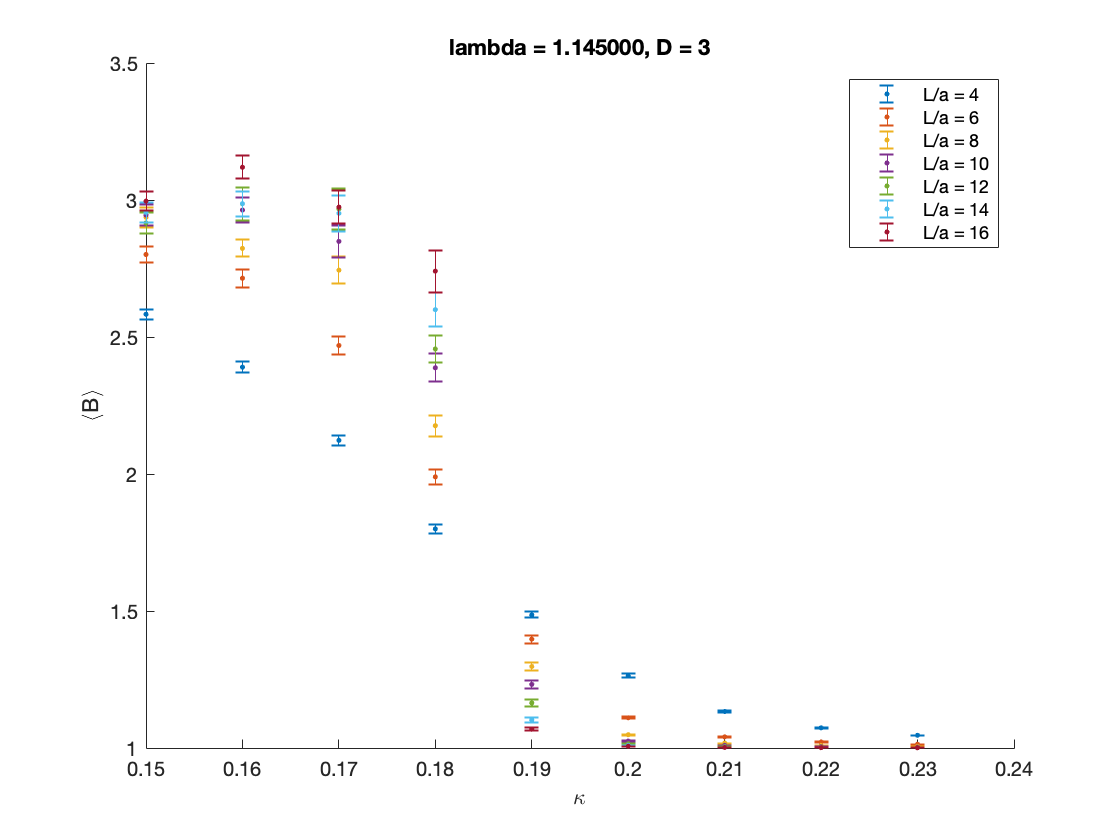 lambda = 1.145000, D = 3
3.5
3
2.5
2
1.5
1
⟨B⟩
L/a = 4
L/a = 6
L/a = 8
L/a = 10
L/a = 12
L/a = 14
L/a = 16
0.15 0.16 0.17 0.18 0.19 0.2 0.21 0.22 0.23 0.24
κ